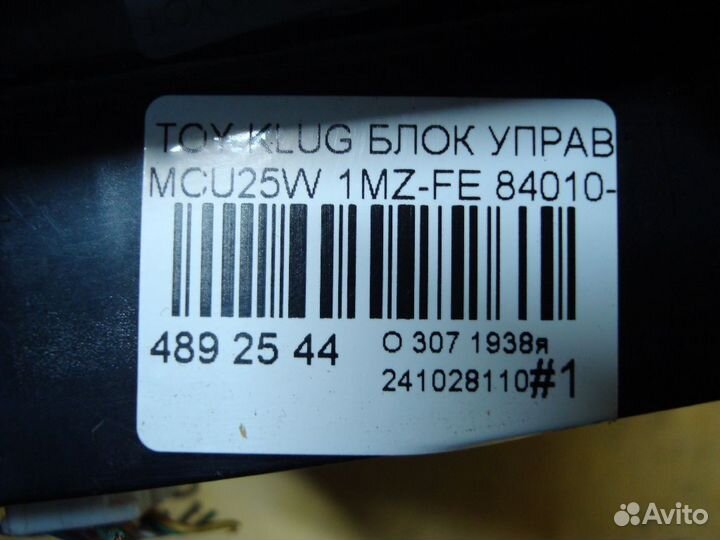 TOY KLUG БЛОК УПРАВ
MCU25W 1MZ-FE 84010-
489 25 44
О 307 1938я
241028110#1
Avito